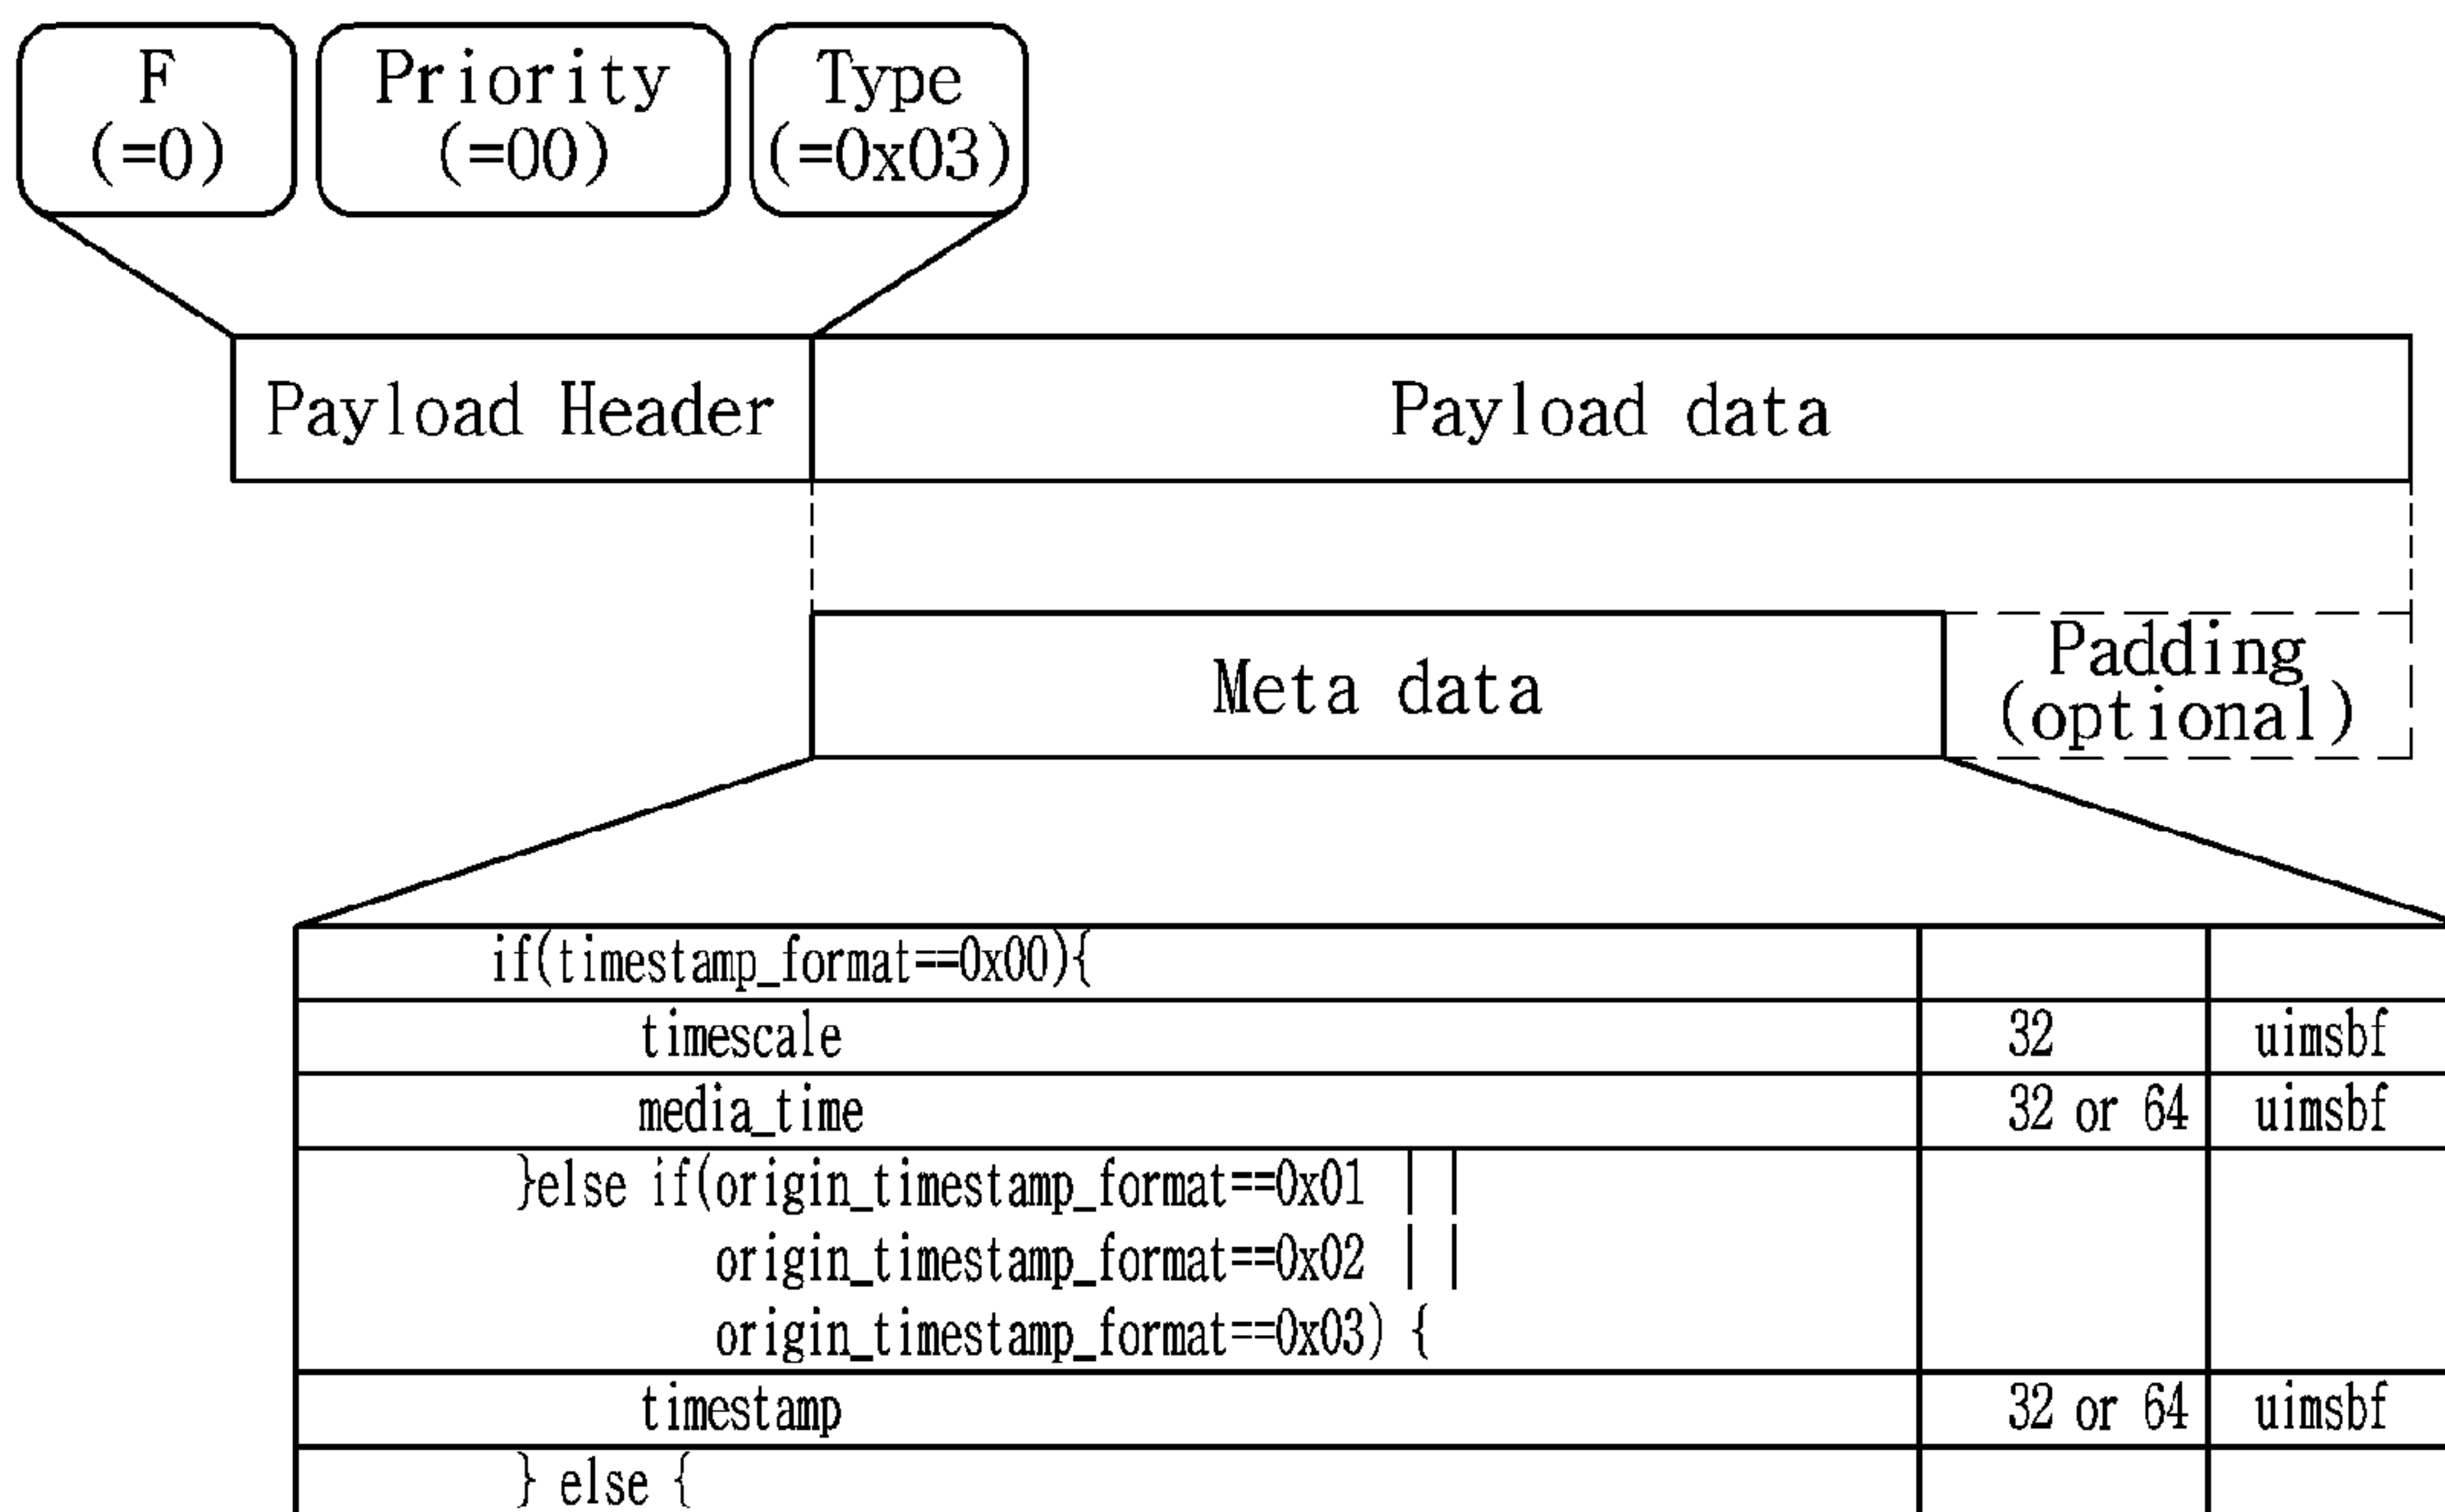 F
(=0)
Priority
(=00)
Type
(=0x03)
Payload Header
Payload data
Meta data
Padding
(optional)
if(timestamp_format==0x00){
timescale 32 uimsbf
media_time 32 or 64 uimsbf
}else if(origin_timestamp_format==0x01 ||
origin_timestamp_format==0x02 ||
origin_timestamp_format==0x03) {
timestamp 32 or 64 uimsbf
} else {